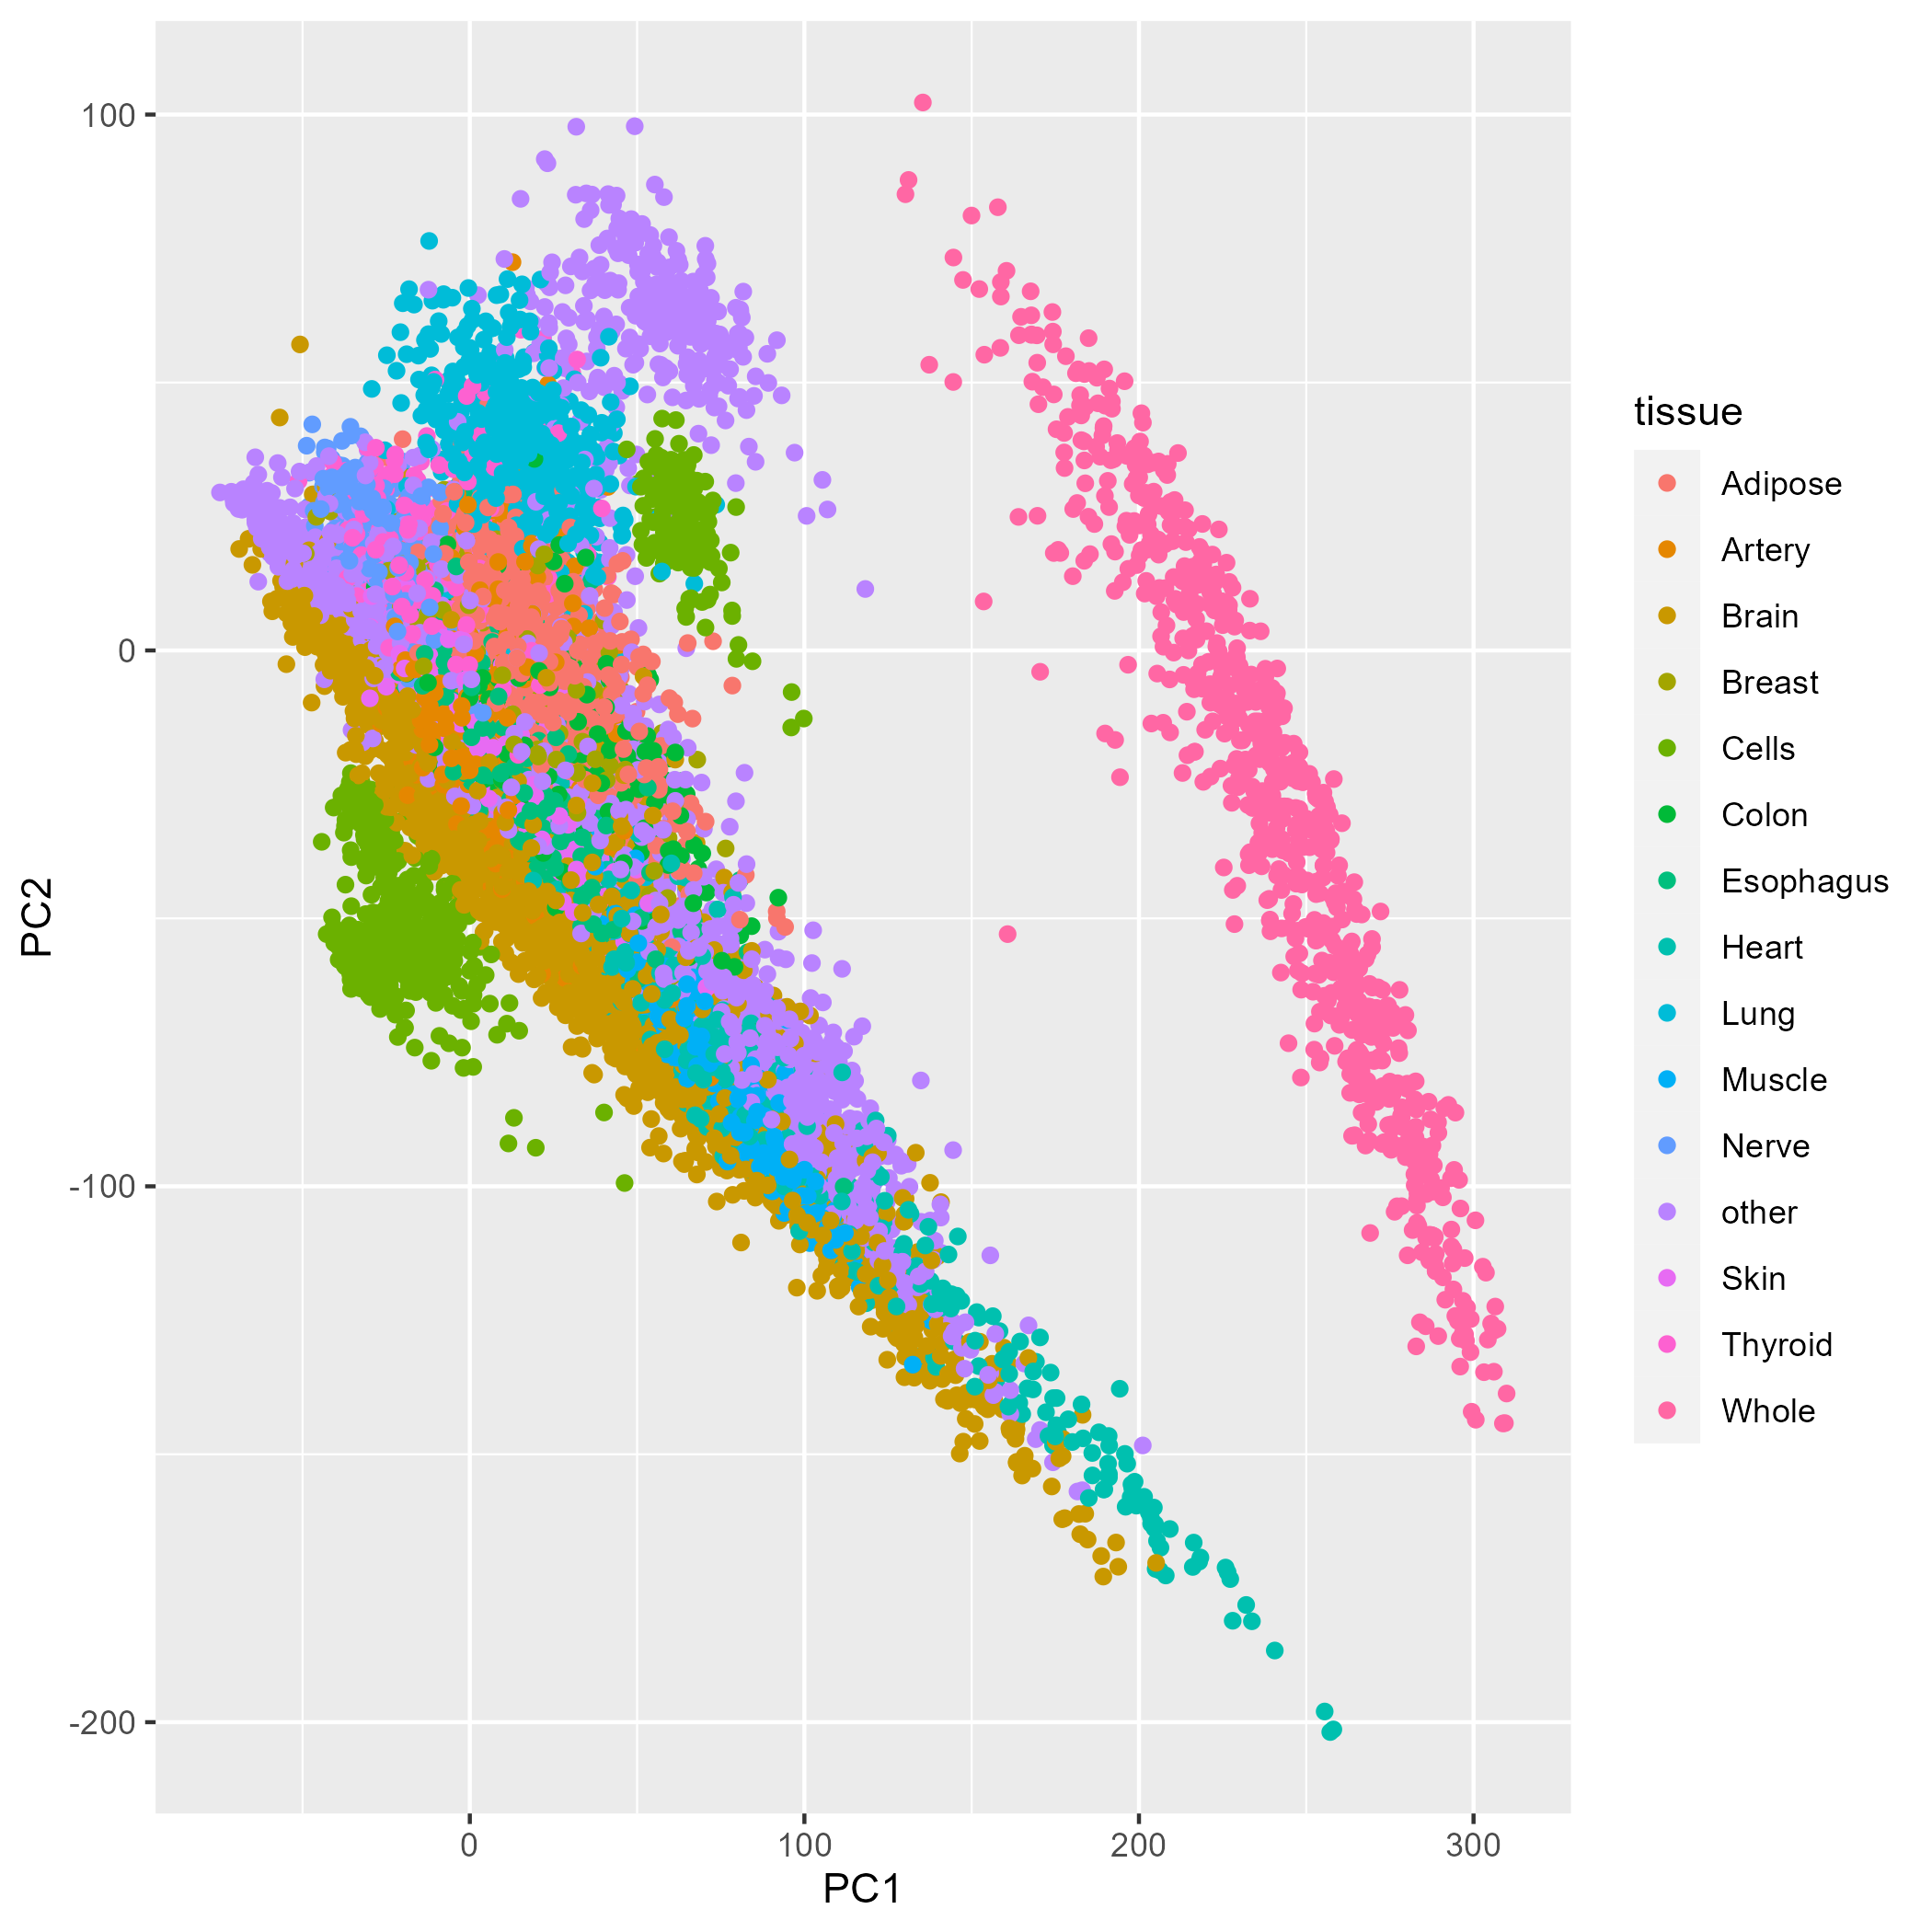 100
0
-100
-200
PC2
0
100
200
300
PC1
tissue
Adipose
Artery
Brain
Breast
Cells
Colon
Esophagus
Heart
Lung
Muscle
Nerve
other
Skin
Thyroid
Whole